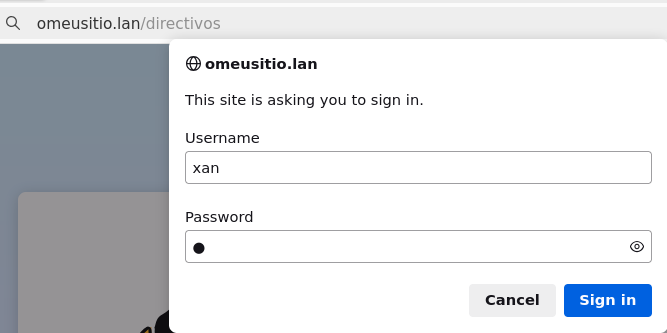 omeusitio.lan/directivos
omeusitio.lan
This site is asking you to sign in.
Username
xan
Password
●
Cancel
Sign in